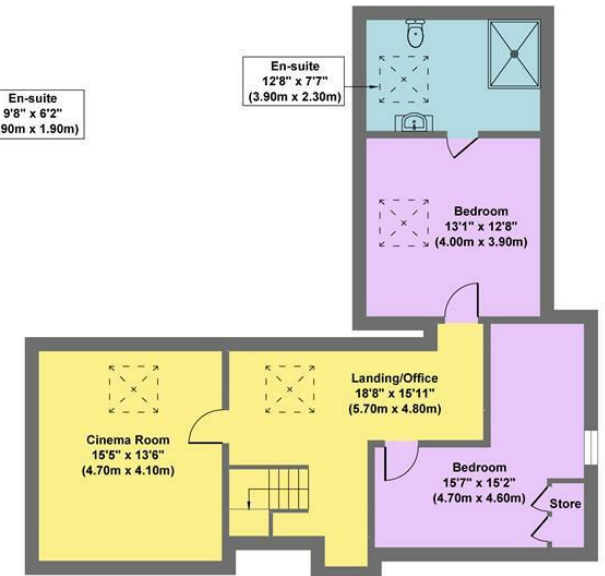 En-suite
12'8" x 7'7"
(3.90m x 2.30m)
En-suite
9'8" x 6'2"
90m x 1.90m)
Bedroom
13'1" x 12'8"
(4.00m x 3.90m)
Landing/Office
18'8" x 15'11"
(5.70m x 4.80m)
Cinema Room
15'5" x 13'6"
(4.70m x 4.10m)
Bedroom
15'7" x 15'2"
(4.70m x 4.60m)
Store